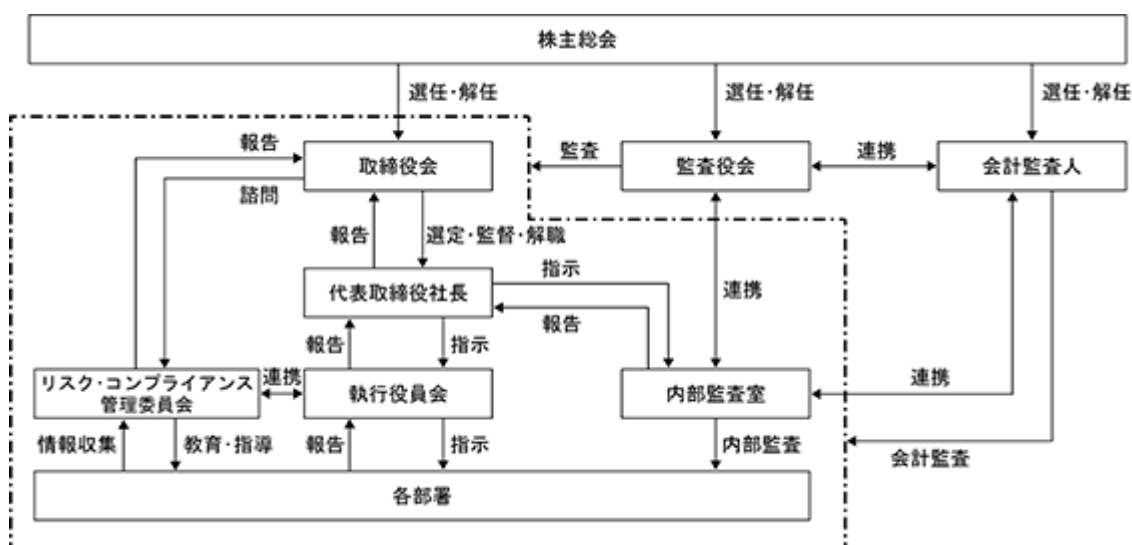 株主総会
選任・解任
選任・解任
選任・解任
報告
取締役会
監査
監査役会
連携
会計監査人
諮問
報告
選定・監督・解職
指示
代表取締役社長
連携
報告
報告
指示
リスク・コンプライアンス
管理委員会
連携
執行役員会
内部監査室
連携
情報収集
教育・指導
報告
指示
内部監査
会計監査
各部署